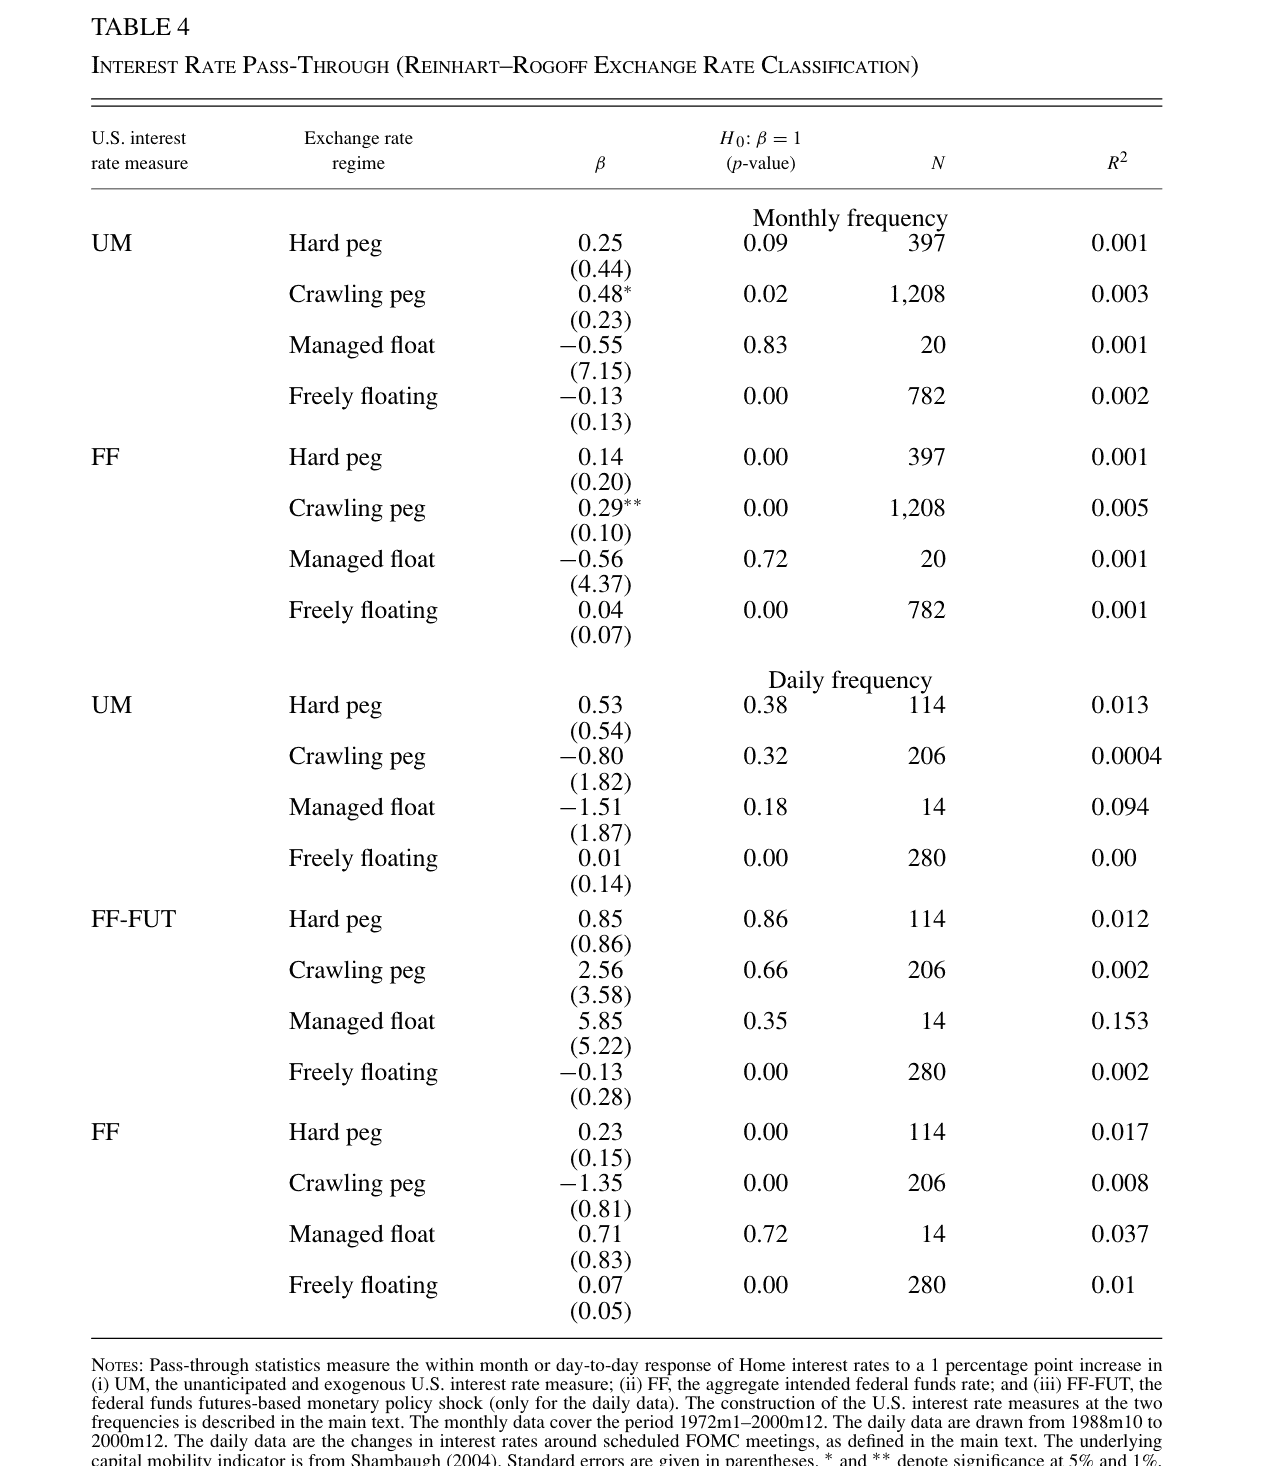 TABLE 4
INTEREST RATE PASS-THROUGH (REINHART–ROGOFF EXCHANGE RATE CLASSIFICATION)
U.S. interest Exchange rate H0: β = 1
rate measure regime β (p-value) N R2
Monthly frequency
UM Hard peg 0.25 0.09 397 0.001
(0.44)
Crawling peg 0.48* 0.02 1,208 0.003
(0.23)
Managed float −0.55 0.83 20 0.001
(7.15)
Freely floating −0.13 0.00 782 0.002
(0.13)
FF Hard peg 0.14 0.00 397 0.001
(0.20)
Crawling peg 0.29** 0.00 1,208 0.005
(0.10)
Managed float −0.56 0.72 20 0.001
(4.37)
Freely floating 0.04 0.00 782 0.001
(0.07)
Daily frequency
UM Hard peg 0.53 0.38 114 0.013
(0.54)
Crawling peg −0.80 0.32 206 0.0004
(1.82)
Managed float −1.51 0.18 14 0.094
(1.87)
Freely floating 0.01 0.00 280 0.00
(0.14)
FF-FUT Hard peg 0.85 0.86 114 0.012
(0.86)
Crawling peg 2.56 0.66 206 0.002
(3.58)
Managed float 5.85 0.35 14 0.153
(5.22)
Freely floating −0.13 0.00 280 0.002
(0.28)
FF Hard peg 0.23 0.00 114 0.017
(0.15)
Crawling peg −1.35 0.00 206 0.008
(0.81)
Managed float 0.71 0.72 14 0.037
(0.83)
Freely floating 0.07 0.00 280 0.01
(0.05)
NOTES: Pass-through statistics measure the within month or day-to-day response of Home interest rates to a 1 percentage point increase in
(i) UM, the unanticipated and exogenous U.S. interest rate measure; (ii) FF, the aggregate intended federal funds rate; and (iii) FF-FUT, the
federal funds futures-based monetary policy shock (only for the daily data). The construction of the U.S. interest rate measures at the two
frequencies is described in the main text. The monthly data cover the period 1972m1–2000m12. The daily data are drawn from 1988m10 to
2000m12. The daily data are the changes in interest rates around scheduled FOMC meetings, as defined in the main text. The underlying
capital mobility indicator is from Shambaugh (2004). Standard errors are given in parentheses. * and ** denote significance at 5% and 1%.